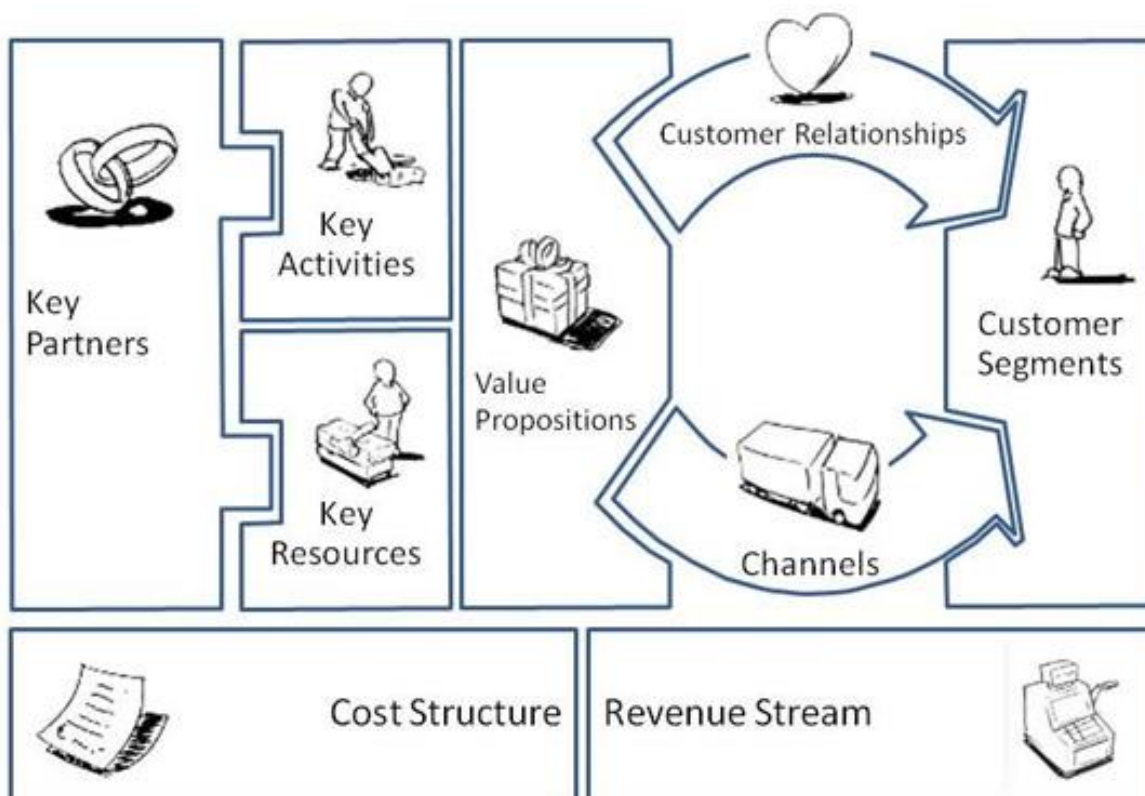 Key
Partners
Key
Activities
Key
Resources
Value
Propositions
Customer Relationships
Channels
Customer
Segments
Cost Structure
Revenue Stream